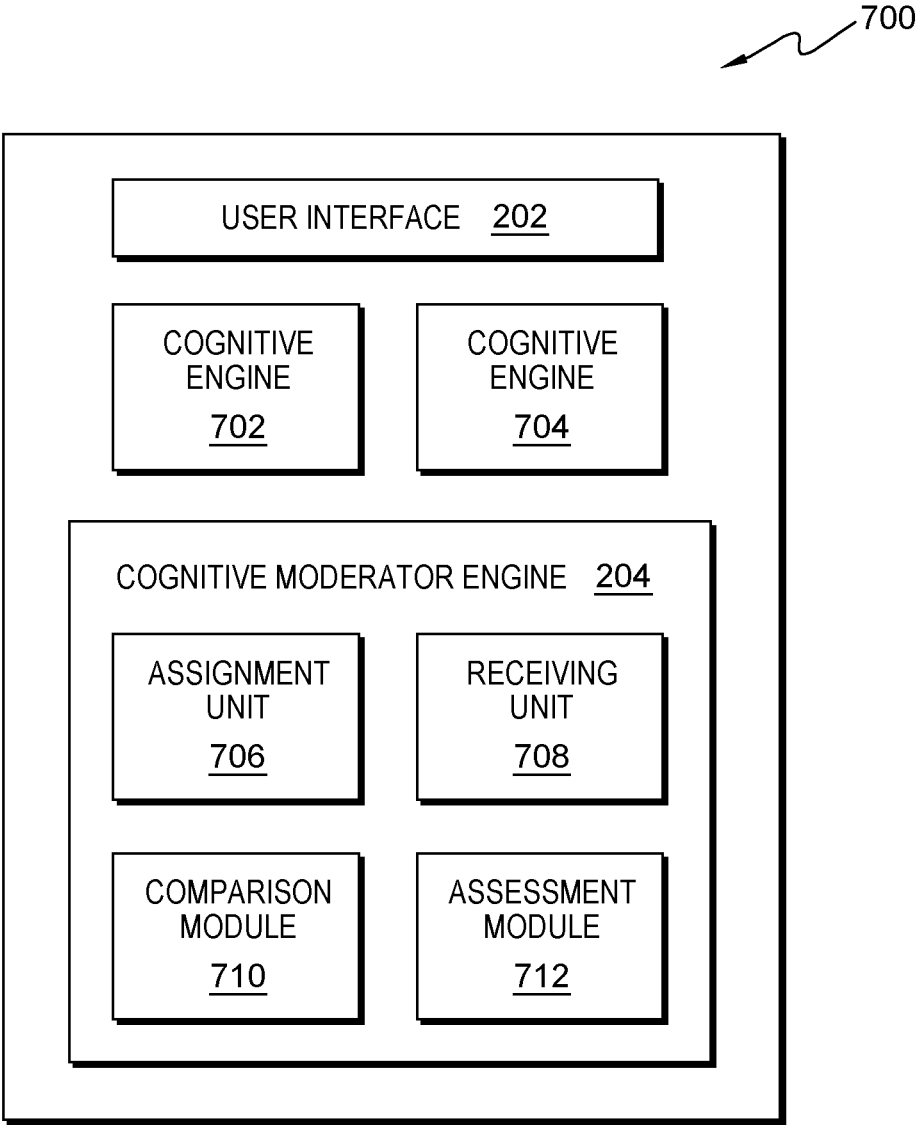 700
USER INTERFACE 202
COGNITIVE
ENGINE
702
COGNITIVE
ENGINE
704
COGNITIVE MODERATOR ENGINE 204
ASSIGNMENT
UNIT
706
RECEIVING
UNIT
708
COMPARISON
MODULE
710
ASSESSMENT
MODULE
712